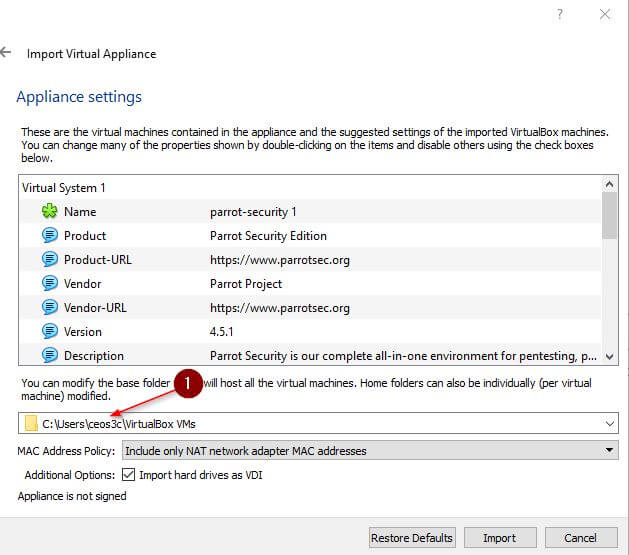 ?
Import Virtual Appliance
Appliance settings
These are the virtual machines contained in the appliance and the suggested settings of the imported VirtualBox machines.
You can change many of the properties shown by double-clicking on the items and disable others using the check boxes
below.
Virtual System 1
Name parrot-security 1
Product Parrot Security Edition
Product-URL https://www.parrotsec.org
Vendor Parrot Project
Vendor-URL https://www.parrotsec.org
Version 4.5.1
Description Parrot Security is our complete all-in-one environment for pentesting, p...
You can modify the base folder 1 will host all the virtual machines. Home folders can also be individually (per virtual
machine) modified.
C:\Users\ceos3c\VirtualBox VMs
MAC Address Policy: Include only NAT network adapter MAC addresses
Additional Options: Import hard drives as VDI
Appliance is not signed
Restore Defaults Import Cancel